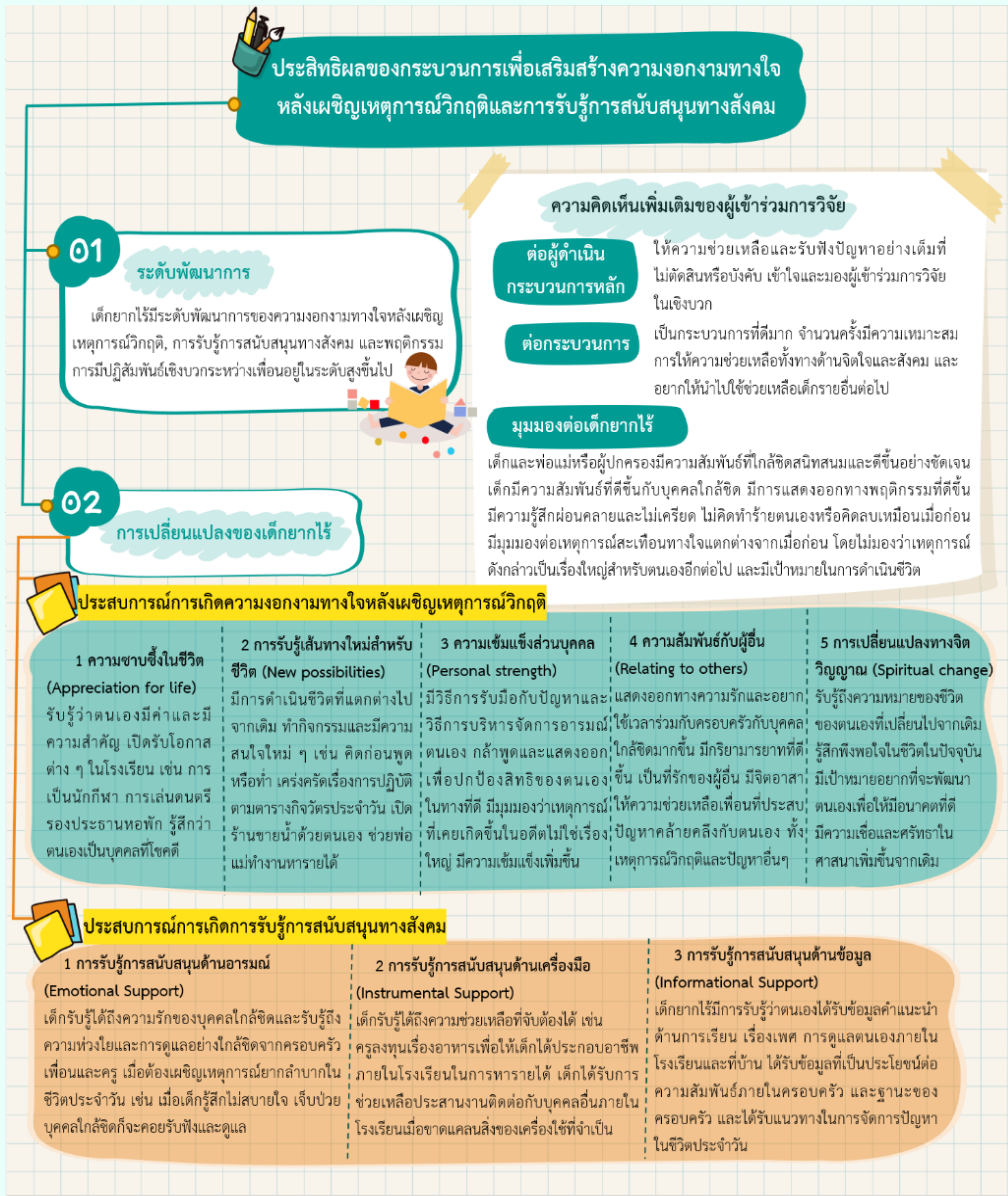 ประสิทธิผลของกระบวนการเพื่อเสริมสร้างความงอกงามทางใจ
หลังเผชิญเหตุการณ์วิกฤติและการรับรู้การสนับสนุนทางสังคม
01
ระดับพัฒนาการ
เด็กยากไร้มีระดับพัฒนาการของความงอกงามทางใจหลังเผชิญ
เหตุการณ์วิกฤติ, การรับรู้การสนับสนุนทางสังคม และพฤติกรรม
การมีปฏิสัมพันธ์เชิงบวกระหว่างเพื่อนอยู่ในระดับสูงขึ้นไป
ความคิดเห็นเพิ่มเติมของผู้เข้าร่วมการวิจัย
ต่อผู้ดำเนิน
กระบวนการหลัก
ให้ความช่วยเหลือและรับฟังปัญหาอย่างเต็มที่
ไม่ตัดสินหรือบังคับ เข้าใจและมองผู้เข้าร่วมการวิจัย
ในเชิงบวก
ต่อกระบวนการ
เป็นกระบวนการที่ดีมาก จำนวนครั้งมีความเหมาะสม
การให้ความช่วยเหลือทั้งทางด้านจิตใจและสังคม และ
อยากให้นำไปใช้ช่วยเหลือเด็กรายอื่นต่อไป
มุมมองต่อเด็กยากไร้
เด็กและพ่อแม่หรือผู้ปกครองมีความสัมพันธ์ที่ใกล้ชิดสนิทสนมและดีขึ้นอย่างชัดเจน
เด็กมีความสัมพันธ์ที่ดีขึ้นกับบุคคลใกล้ชิด มีการแสดงออกทางพฤติกรรมที่ดีขึ้น
มีความรู้สึกผ่อนคลายและไม่เครียด ไม่คิดทำร้ายตนเองหรือคิดลบเหมือนเมื่อก่อน
มีมุมมองต่อเหตุการณ์สะเทือนทางใจแตกต่างจากเมื่อก่อน โดยไม่มองว่าเหตุการณ์
ดังกล่าวเป็นเรื่องใหญ่สำหรับตนเองอีกต่อไป และมีเป้าหมายในการดำเนินชีวิต
02
การเปลี่ยนแปลงของเด็กยากไร้
ประสบการณ์การเกิดความงอกงามทางใจหลังเผชิญเหตุการณ์วิกฤติ
1 ความซาบซึ้งในชีวิต
(Appreciation for life)
รับรู้ว่าตนเองมีค่าและมี
ความสำคัญ เปิดรับโอกาส
ต่าง ๆ ในโรงเรียน เช่น การ
เป็นนักกีฬา การเล่นดนตรี
รองประธานหอพัก รู้สึกว่า
ตนเองเป็นบุคคลที่โชคดี
2 การรับรู้เส้นทางใหม่สำหรับ
ชีวิต (New possibilities)
มีการดำเนินชีวิตที่แตกต่างไป
จากเดิม ทำกิจกรรมและมีความ
สนใจใหม่ ๆ เช่น คิดก่อนพูด
หรือทำ เคร่งครัดเรื่องการปฏิบัติ
ตามตารางกิจวัตรประจำวัน เปิด
ร้านขายน้ำด้วยตนเอง ช่วยพ่อ
แม่ทำงานหารายได้
3 ความเข้มแข็งส่วนบุคคล
(Personal strength)
มีวิธีการรับมือกับปัญหาและ
วิธีการบริหารจัดการอารมณ์
ตนเอง กล้าพูดและแสดงออก
เพื่อปกป้องสิทธิของตนเอง
ในทางที่ดี มีมุมมองว่าเหตุการณ์
ที่เคยเกิดขึ้นในอดีตไม่ใช่เรื่อง
ใหญ่ มีความเข้มแข็งเพิ่มขึ้น
4 ความสัมพันธ์กับผู้อื่น
(Relating to others)
แสดงออกทางความรักและอยาก
ใช้เวลาร่วมกับครอบครัวกับบุคคล
ใกล้ชิดมากขึ้น มีกริยามารยาทที่ดี
ขึ้น เป็นที่รักของผู้อื่น มีจิตอาสา
ให้ความช่วยเหลือเพื่อนที่ประสบ
ปัญหาคล้ายคลึงกับตนเอง ทั้ง
เหตุการณ์วิกฤติและปัญหาอื่นๆ
5 การเปลี่ยนแปลงทางจิต
วิญญาณ (Spiritual change)
รับรู้ถึงความหมายของชีวิต
ของตนเองที่เปลี่ยนไปจากเดิม
รู้สึกพึงพอใจในชีวิตในปัจจุบัน
มีเป้าหมายอยากที่จะพัฒนา
ตนเองเพื่อให้มีอนาคตที่ดี
มีความเชื่อและศรัทธาใน
ศาสนาเพิ่มขึ้นจากเดิม
ประสบการณ์การเกิดการรับรู้การสนับสนุนทางสังคม
1 การรับรู้การสนับสนุนด้านอารมณ์
(Emotional Support)
เด็กรับรู้ได้ถึงความรักของบุคคลใกล้ชิดและรับรู้ถึง
ความห่วงใยและการดูแลอย่างใกล้ชิดจากครอบครัว
เพื่อนและครู เมื่อต้องเผชิญเหตุการณ์ยากลำบากใน
ชีวิตประจำวัน เช่น เมื่อเด็กรู้สึกไม่สบายใจ เจ็บป่วย
บุคคลใกล้ชิดก็จะคอยรับฟังและดูแล
2 การรับรู้การสนับสนุนด้านเครื่องมือ
(Instrumental Support)
เด็กรับรู้ได้ถึงความช่วยเหลือที่จับต้องได้ เช่น
ครูลงทุนเรื่องอาหารเพื่อให้เด็กได้ประกอบอาชีพ
ภายในโรงเรียนในการหารายได้ เด็กได้รับการ
ช่วยเหลือประสานงานติดต่อกับบุคคลอื่นภายใน
โรงเรียนเมื่อขาดแคลนสิ่งของเครื่องใช้ที่จำเป็น
3 การรับรู้การสนับสนุนด้านข้อมูล
(Informational Support)
เด็กยากไร้มีการรับรู้ว่าตนเองได้รับข้อมูลคำแนะนำ
ด้านการเรียน เรื่องเพศ การดูแลตนเองภายใน
โรงเรียนและที่บ้าน ได้รับข้อมูลที่เป็นประโยชน์ต่อ
ความสัมพันธ์ภายในครอบครัว และฐานะของ
ครอบครัว และได้รับแนวทางในการจัดการปัญหา
ในชีวิตประจำวัน